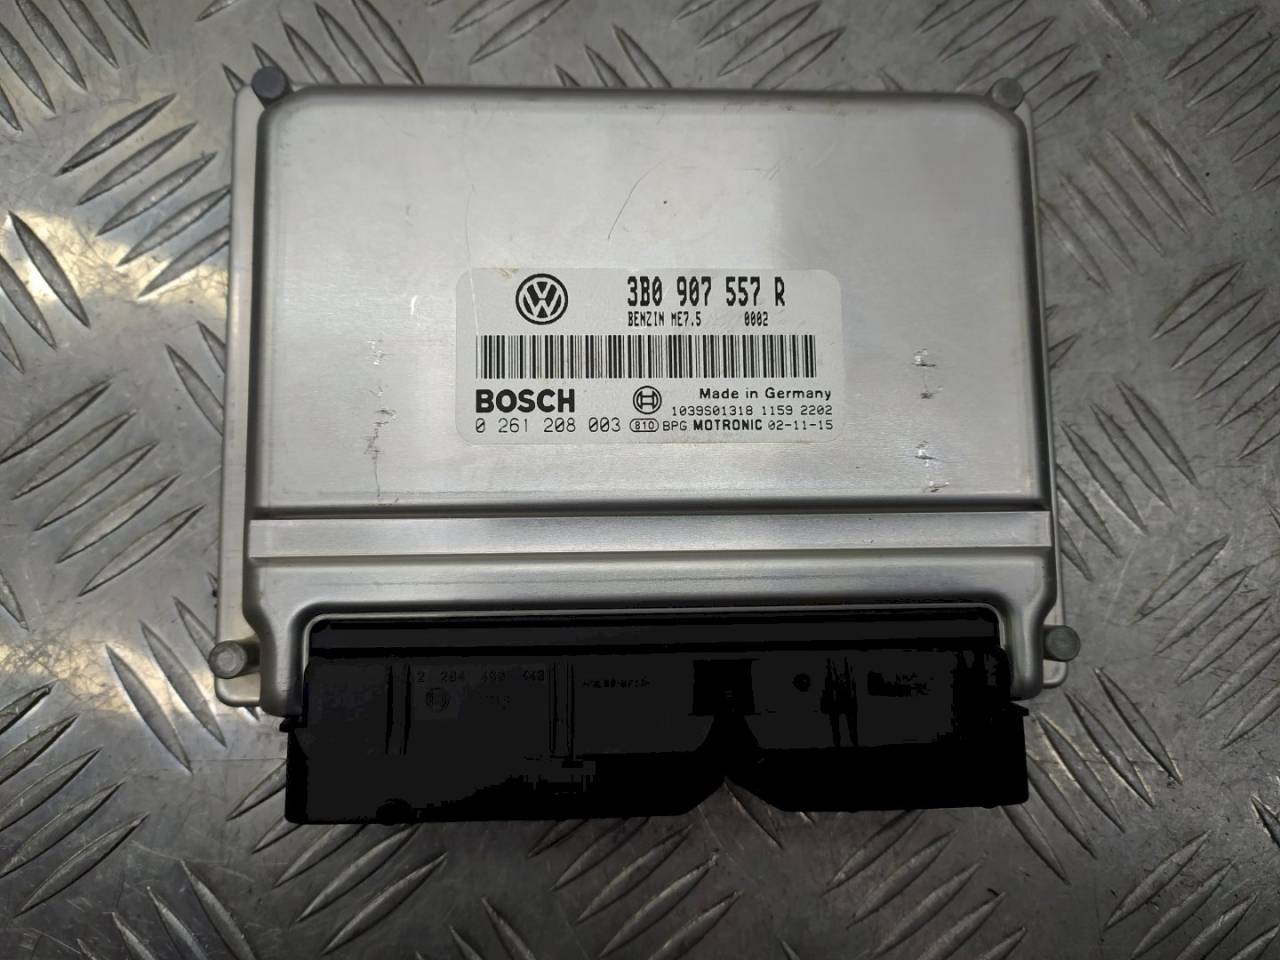 3B0 907 557 R
BENZIN ME7.5 0002
BOSCH
Made in Germany
1039S01318 1159 2202
0 261 208 003 810 BPG MOTRONIC 02-11-15